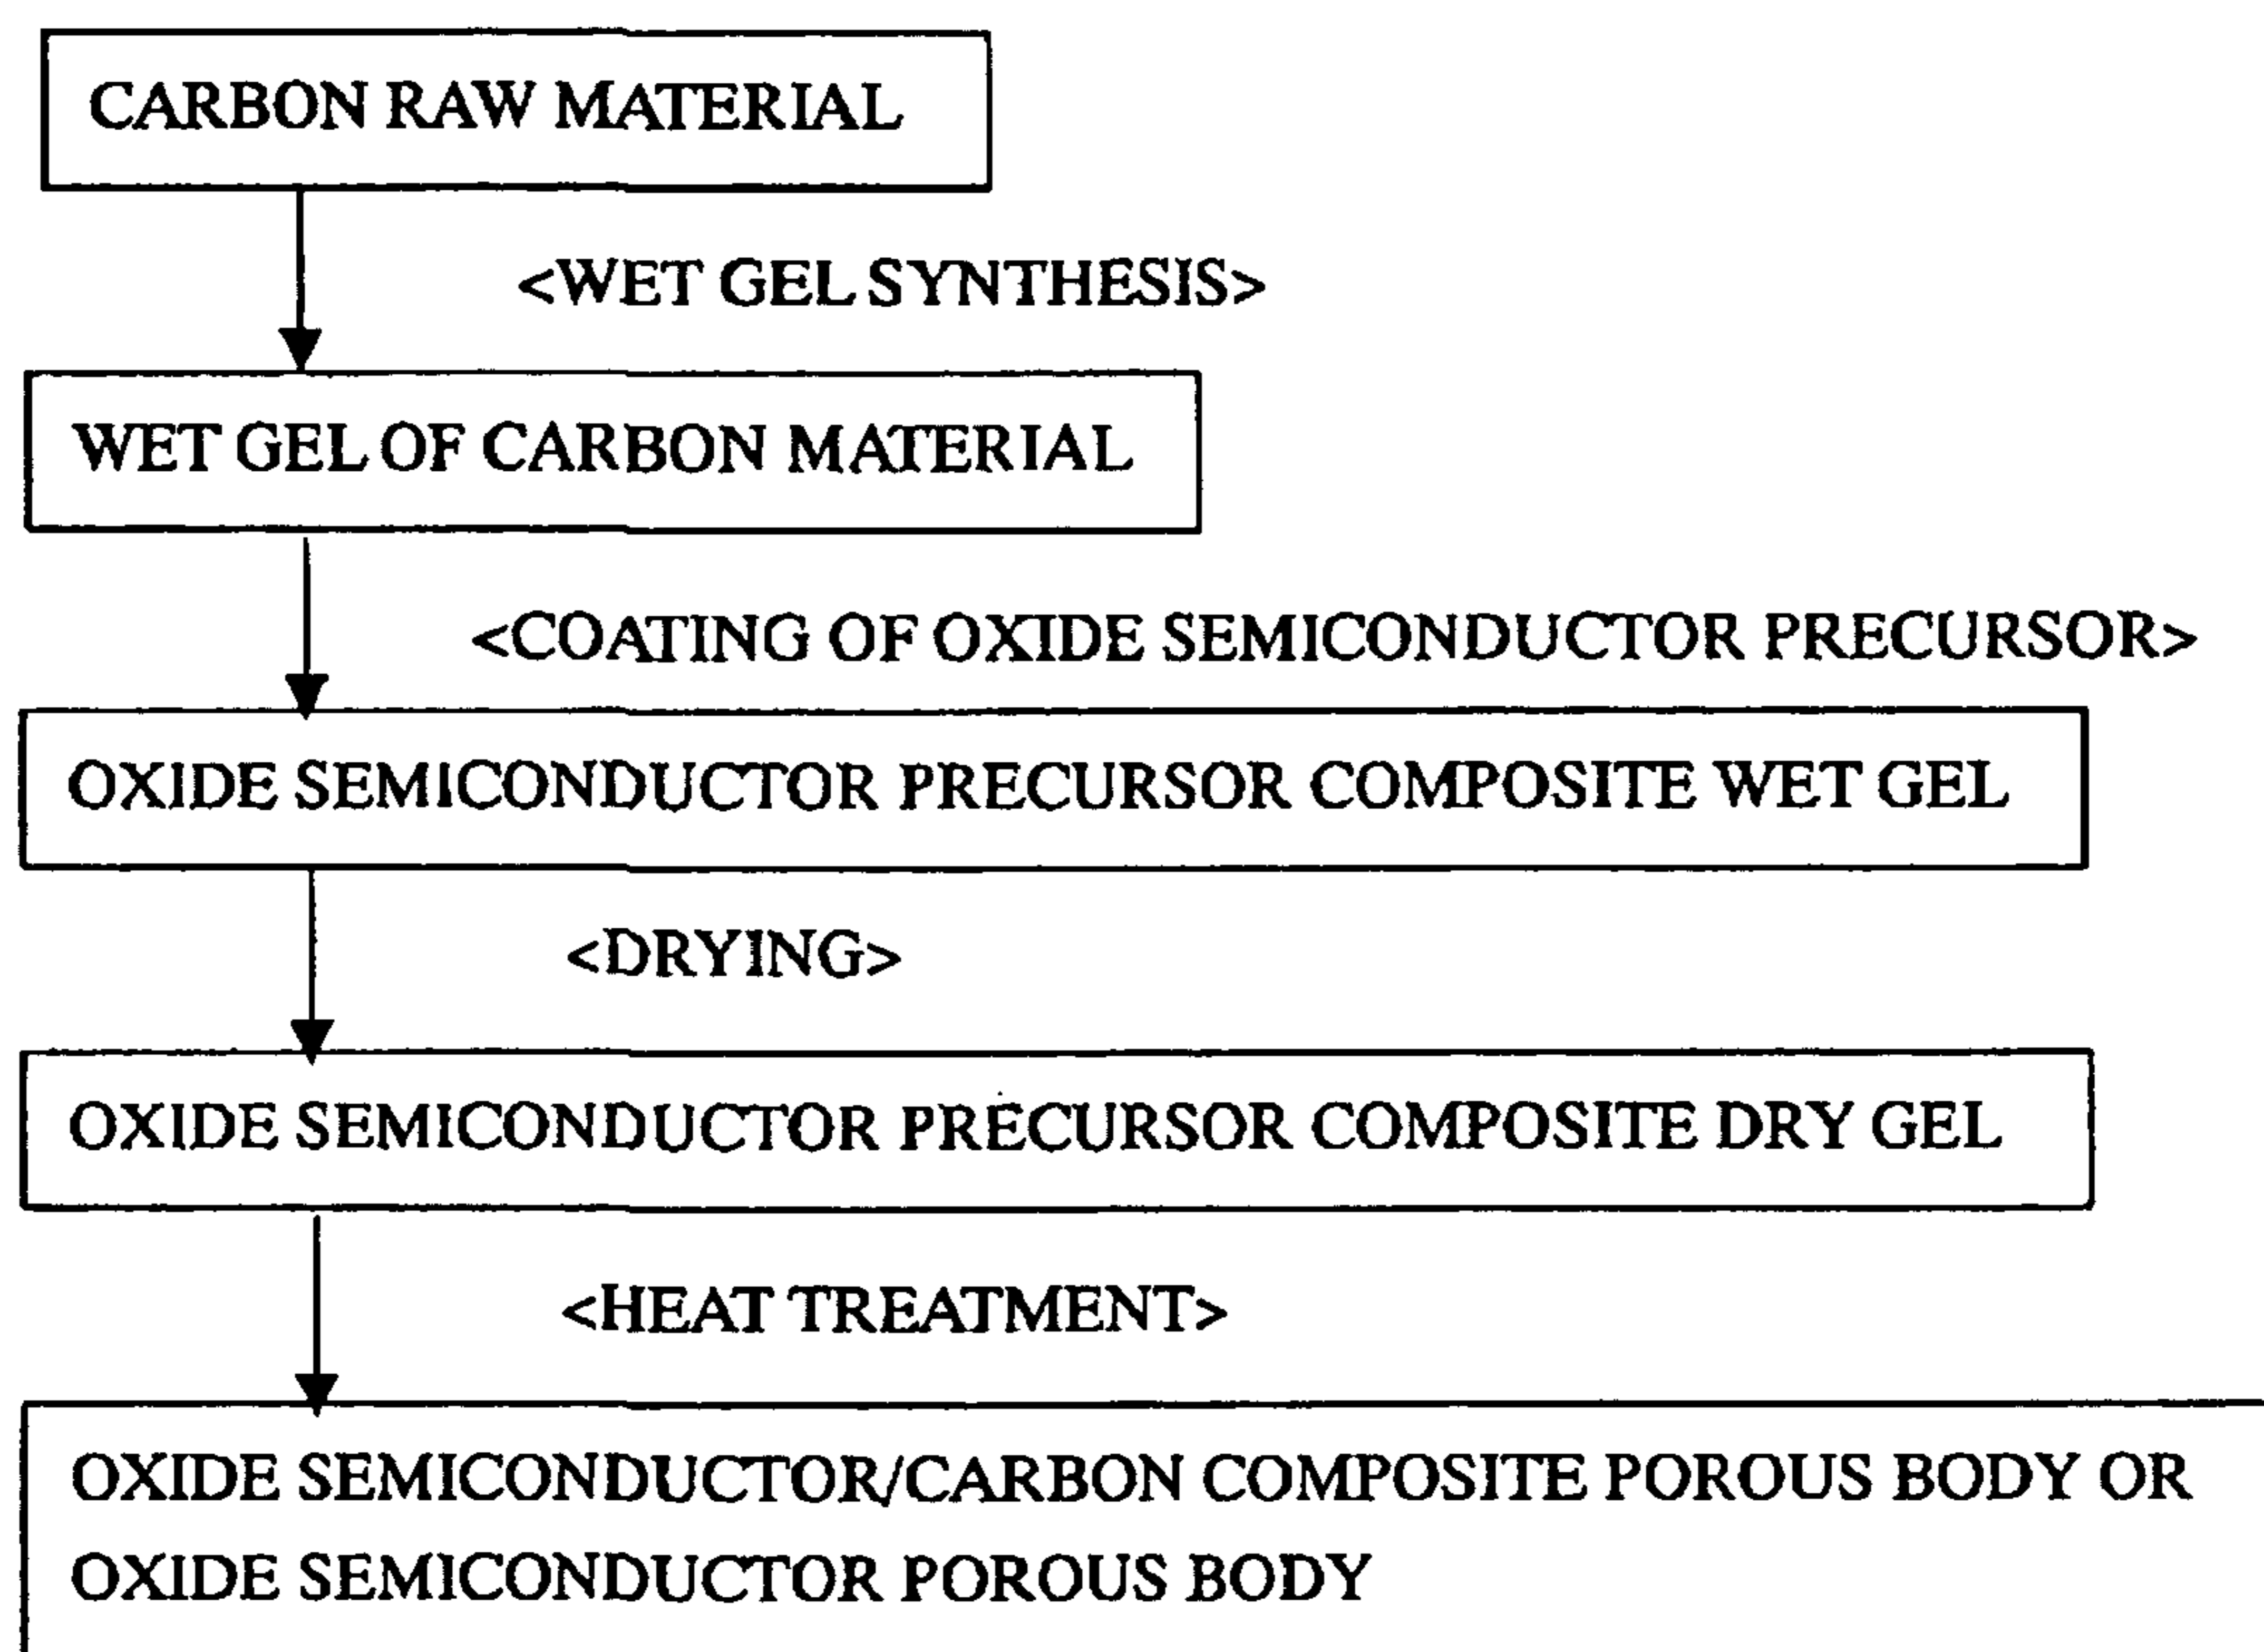 CARBON RAW MATERIAL
<WET GEL SYNTHESIS>
WET GEL OF CARBON MATERIAL
<COATING OF OXIDE SEMICONDUCTOR PRECURSOR>
OXIDE SEMICONDUCTOR PRECURSOR COMPOSITE WET GEL
<DRYING>
OXIDE SEMICONDUCTOR PRECURSOR COMPOSITE DRY GEL
<HEAT TREATMENT>
OXIDE SEMICONDUCTOR/CARBON COMPOSITE POROUS BODY OR
OXIDE SEMICONDUCTOR POROUS BODY